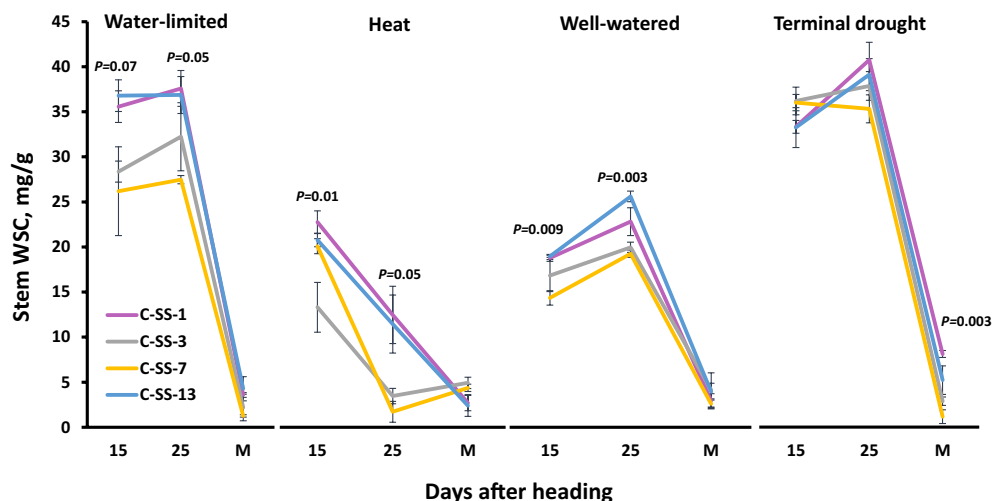 Water-limited
Heat
Well-watered
Terminal drought
Stem WSC, mg/g
45
40
35
30
25
20
15
10
5
0
P=0.07
P=0.05
P=0.01
P=0.05
P=0.009
P=0.003
P=0.003
C-SS-1
C-SS-3
C-SS-7
C-SS-13
15 25 M 15 25 M 15 25 M 15 25 M
Days after heading